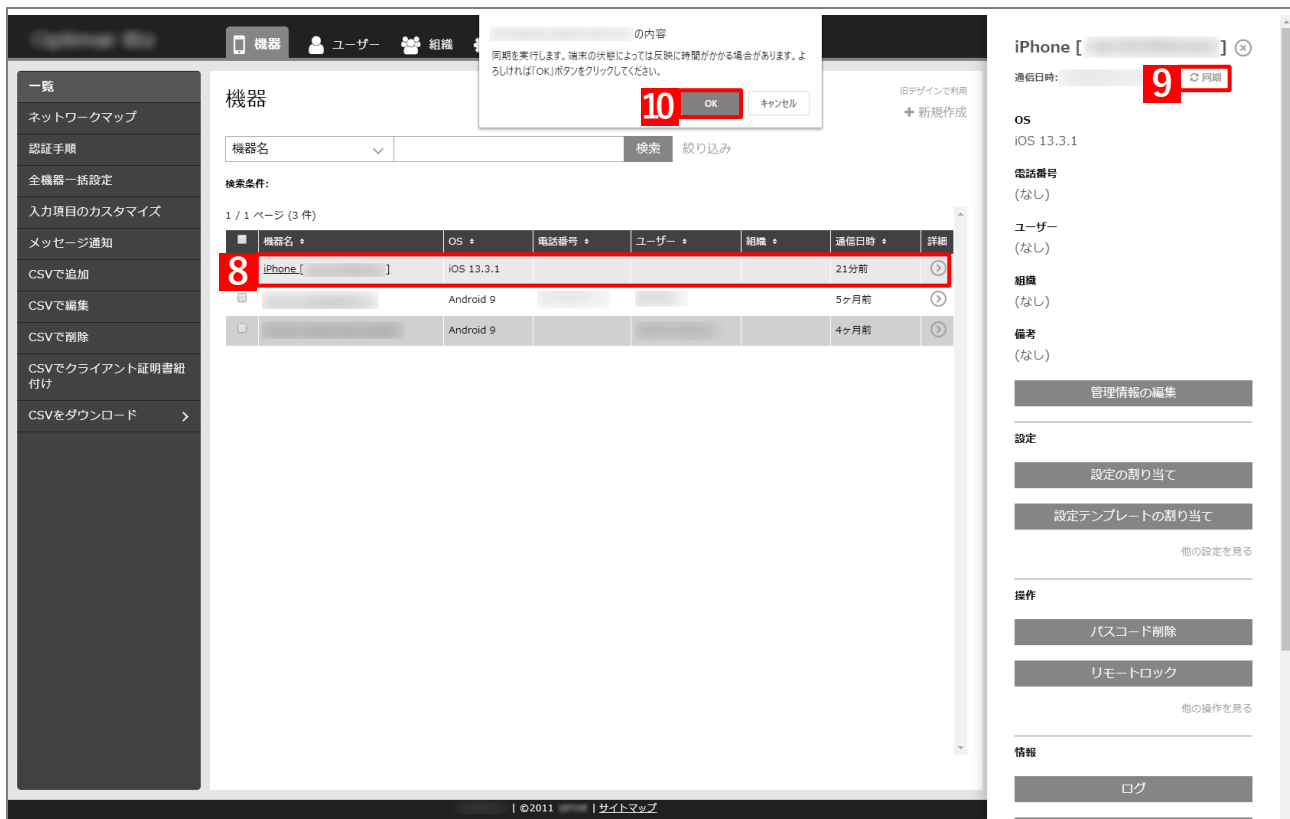 機器
ユーザー
組織
の内容
同期を実行します。端末の状態によっては反映に時間がかかる場合があります。よ
ろしければ「OK」ボタンをクリックしてください。
10
OK
キャンセル
一覧
ネットワークマップ
認証手順
全機器一括設定
入力項目のカスタマイズ
メッセージ通知
CSVで追加
CSVで編集
CSVで削除
CSVでクライアント証明書紐
付け
CSVをダウンロード
機器
旧デザインで利用
+ 新規作成
機器名
検索
絞り込み
検索条件:
1 / 1 ページ (3 件)
機器名 OS 電話番号 ユーザー 組織 通信日時 詳細
8
iPhone [ ] iOS 13.3.1 21分前
Android 9 5ヶ月前
Android 9 4ヶ月前
iPhone [ ]
通信日時:
9
同期
OS
iOS 13.3.1
電話番号
(なし)
ユーザー
(なし)
組織
(なし)
備考
(なし)
管理情報の編集
設定
設定の割り当て
設定テンプレートの割り当て
他の設定を見る
操作
パスコード削除
リモートロック
他の操作を見る
情報
ログ
| ©2011 | サイトマップ